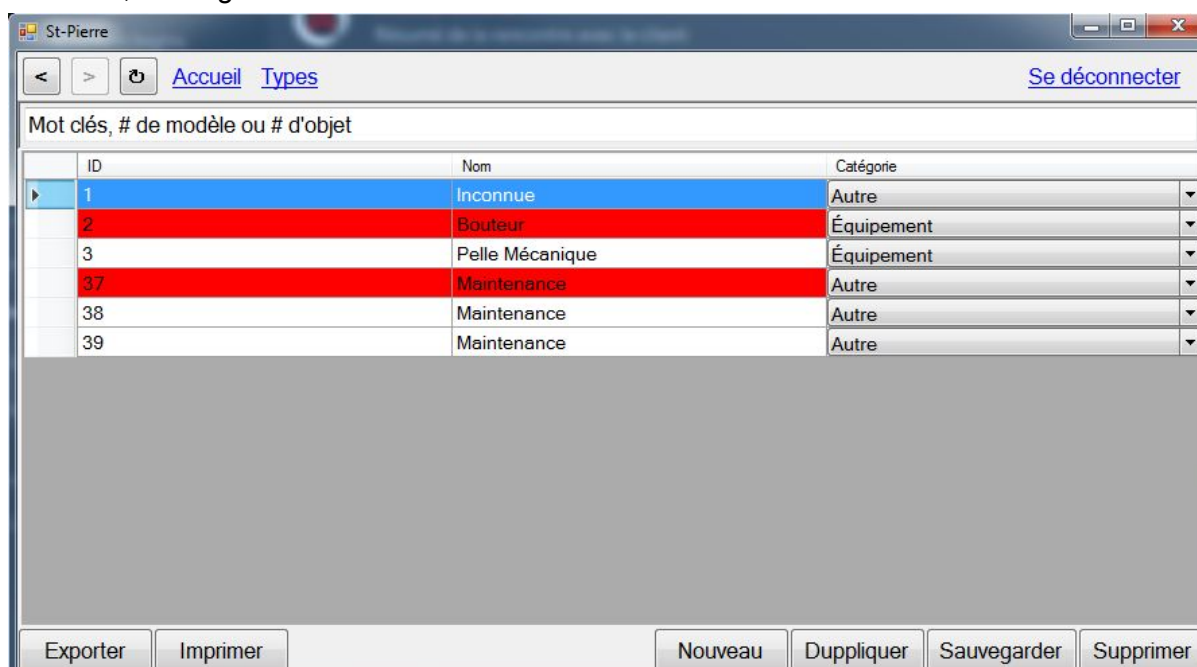 St-Pierre
< > ↻ Accueil Types Se déconnecter
Mot clés, # de modèle ou # d'objet
ID Nom Catégorie
1 Inconnue Autre
2 Bouteur Équipement
3 Pelle Mécanique Équipement
37 Maintenance Autre
38 Maintenance Autre
39 Maintenance Autre
Exporter Imprimer Nouveau Duppliquer Sauvegarder Supprimer